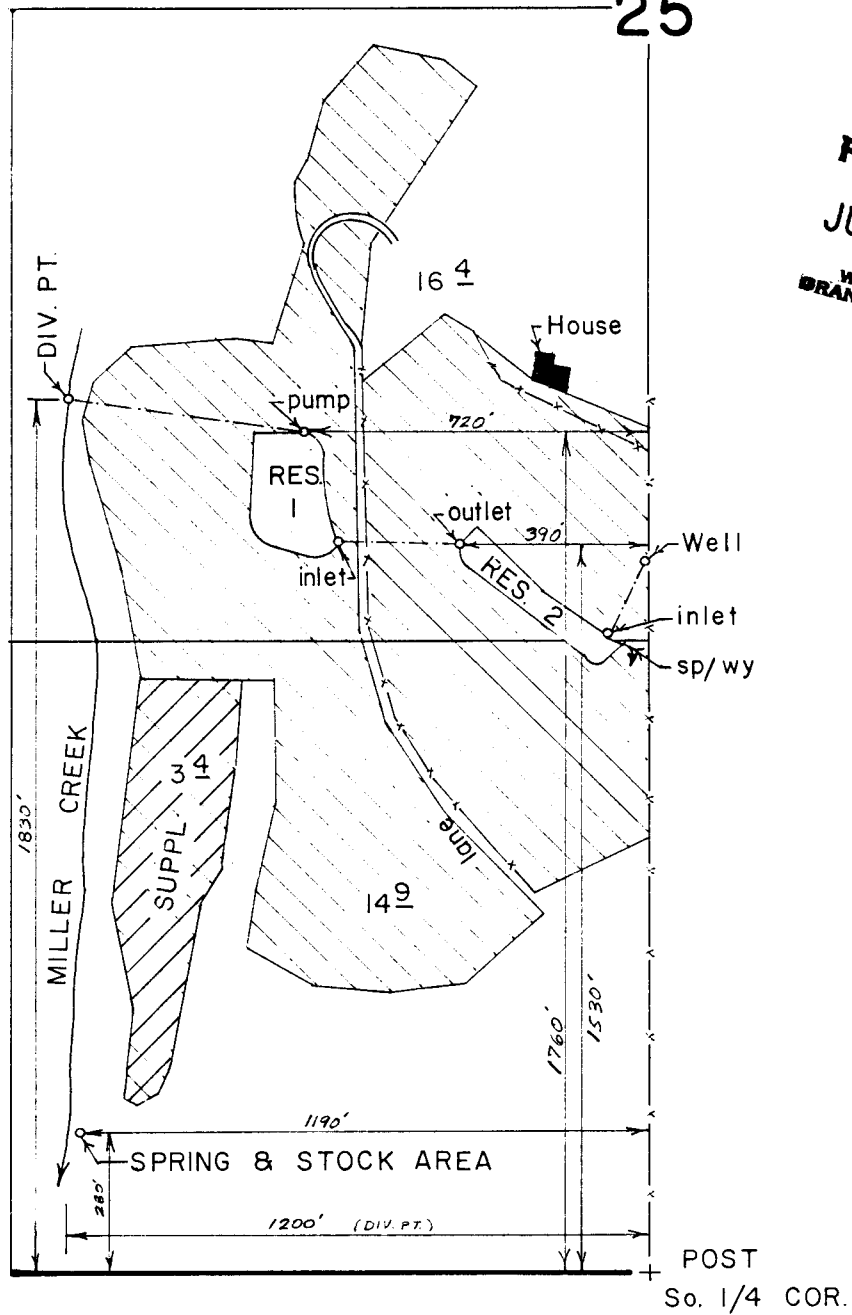 25
JU
16 4
House
DIV. PT.
pump
720'
RES.
1
outlet
390'
Well
inlet
RES. 2
inlet
sp/wy
MILLER CREEK
1830'
3 4
SUPPL
lane
14 9
1760'
1530'
1190'
SPRING & STOCK AREA
280'
1200' (DIV. PT.)
POST
So. 1/4 COR.